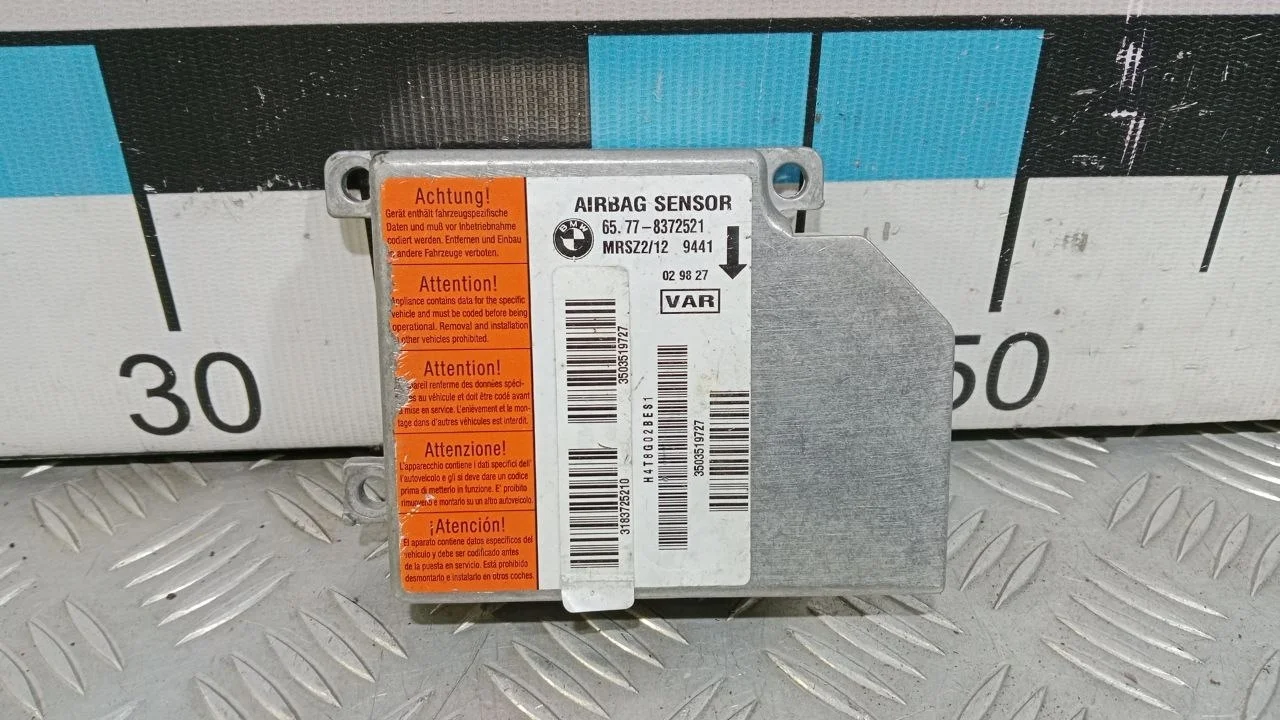 Achtung!
Gerät enthält fahrzeugspezifische
Daten und muß vor Inbetriebnahme
codiert werden. Entfernen und Einbau
in andere Fahrzeuge verboten.
Attention!
Appliance contains data for the specific
vehicle and must be coded before being
operational. Removal and installation
other vehicles prohibited.
Attention!
renferme des données spéci-
au véhicule et doit être codé avant
mise en service. L'enlèvement et le mon-
tage dans d'autres véhicules est interdit.
Attenzione!
L'apparecchio contiene i dati specifici dell'
l'autoveicolo e gli si deve dare un codice
prima di metterlo in funzione. E' proibito
rimuoverlo e montarlo su un altro autoveicolo.
¡Atención!
El aparato contiene datos específicos del
vehículo y debe ser codificado antes
de la puesta en servicio. Está prohibido
desmontarlo e instalarlo en otros coches.
AIRBAG SENSOR
BMW
65.77-8372521
MRSZ2/12 9441
02 98 27
VAR
3503519727
3183725210
H4T8G02BES1
3503519727
30
50